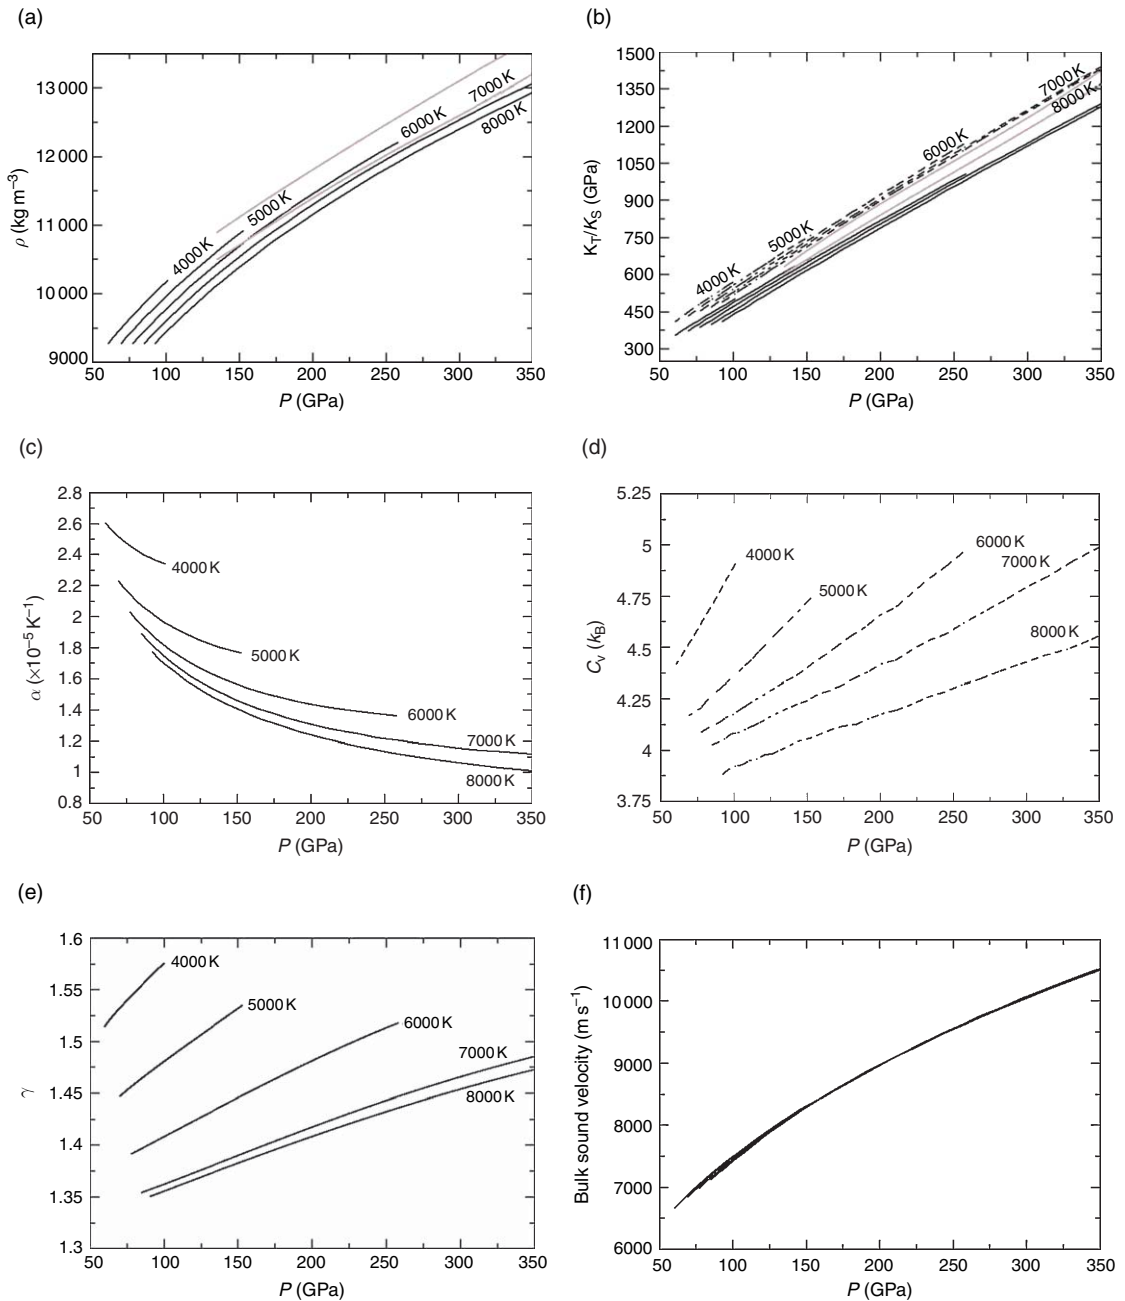 (a)
13 000
12 000
11 000
10 000
9000
ρ (kg m⁻³)
4000 K
5000 K
6000 K
7000 K
8000 K
50 100 150 200 250 300 350
P (GPa)
(b)
1500
1350
1200
1050
900
750
600
450
300
K_T/K_S (GPa)
4000 K
5000 K
6000 K
7000 K
8000 K
50 100 150 200 250 300 350
P (GPa)
(c)
2.8
2.6
2.4
2.2
2
1.8
1.6
1.4
1.2
1
0.8
α (×10⁻⁵ K⁻¹)
4000 K
5000 K
6000 K
7000 K
8000 K
50 100 150 200 250 300 350
P (GPa)
(d)
5.25
5
4.75
4.5
4.25
4
3.75
C_v (k_B)
4000 K
5000 K
6000 K
7000 K
8000 K
50 100 150 200 250 300 350
P (GPa)
(e)
1.6
1.55
1.5
1.45
1.4
1.35
1.3
γ
4000 K
5000 K
6000 K
7000 K
8000 K
50 100 150 200 250 300 350
P (GPa)
(f)
11 000
10 000
9000
8000
7000
6000
Bulk sound velocity (m s⁻¹)
50 100 150 200 250 300 350
P (GPa)